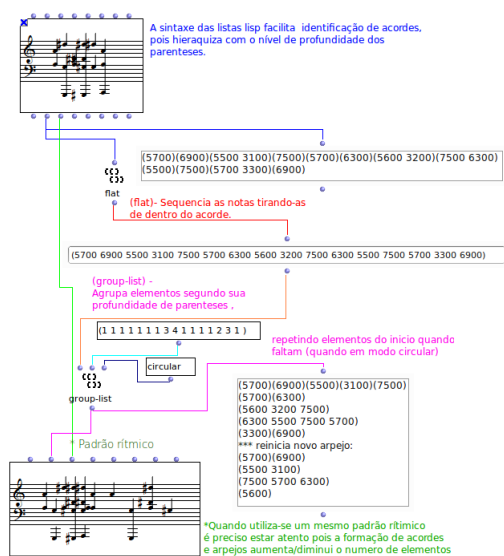 A sintaxe das listas lisp facilita  identificação de acordes,
pois hieraquiza com o nível de profundidade dos
parenteses.
(5700)(6900)(5500 3100)(7500)(5700)(6300)(5600 3200)(7500 6300)
(5500)(7500)(5700 3300)(6900)
flat
(flat)- Sequencia as notas tirando-as
de dentro do acorde.
(5700 6900 5500 3100 7500 5700 6300 5600 3200 7500 6300 5500 7500 5700 3300 6900)
(group-list) -
Agrupa elementos segundo sua
profundidade de parenteses ,
(1 1 1 1 1 1 1 3 4 1 1 1 1 2 3 1 )
repetindo elementos do inicio quando
faltam (quando em modo circular)
circular
group-list
(5700)(6900)(5500)(3100)(7500)
(5700)(6300)
(5600 3200 7500)
(6300 5500 7500 5700)
(3300)(6900)
*** reinicia novo arpejo:
(5700)(6900)
(5500 3100)
(7500 5700 6300)
(5600)
* Padrão rítmico
*Quando utiliza-se um mesmo padrão rítimico
é preciso estar atento pois a formação de acordes
e arpejos aumenta/diminui o numero de elementos